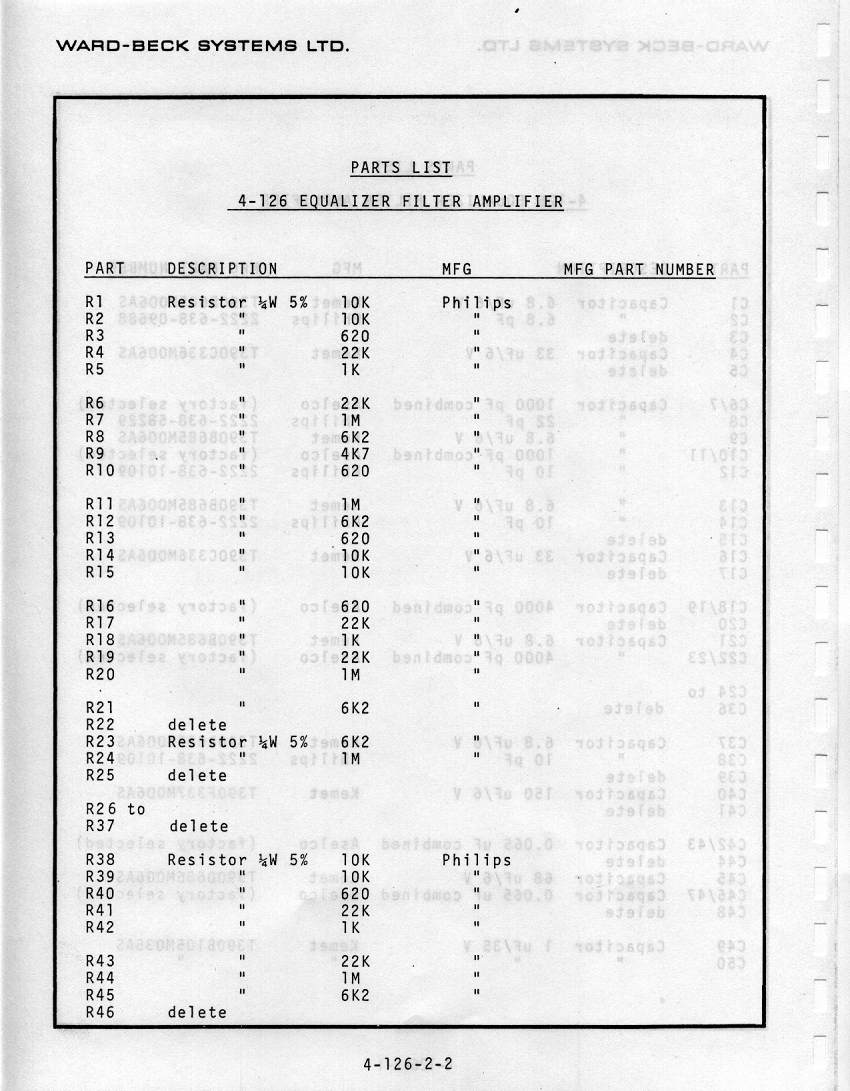 WARD-BECK SYSTEMS LTD.
PARTS LIST
4-126 EQUALIZER FILTER AMPLIFIER
PART DESCRIPTION MFG MFG PART NUMBER
R1 Resistor ¼W 5% 10K Philips
R2 " 10K "
R3 " 620 "
R4 " 22K "
R5 " 1K "
R6 " 22K "
R7 " 1M "
R8 " 6K2 "
R9 " 4K7 "
R10 " 620 "
R11 " 1M "
R12 " 6K2 "
R13 " 620 "
R14 " 10K "
R15 " 10K "
R16 " 620 "
R17 " 22K "
R18 " 1K "
R19 " 22K "
R20 " 1M "
R21 " 6K2 "
R22 delete
R23 Resistor ¼W 5% 6K2 "
R24 " 1M "
R25 delete
R26 to
R37 delete
R38 Resistor ¼W 5% 10K Philips
R39 " 10K "
R40 " 620 "
R41 " 22K "
R42 " 1K "
R43 " 22K "
R44 " 1M "
R45 " 6K2 "
R46 delete
4-126-2-2